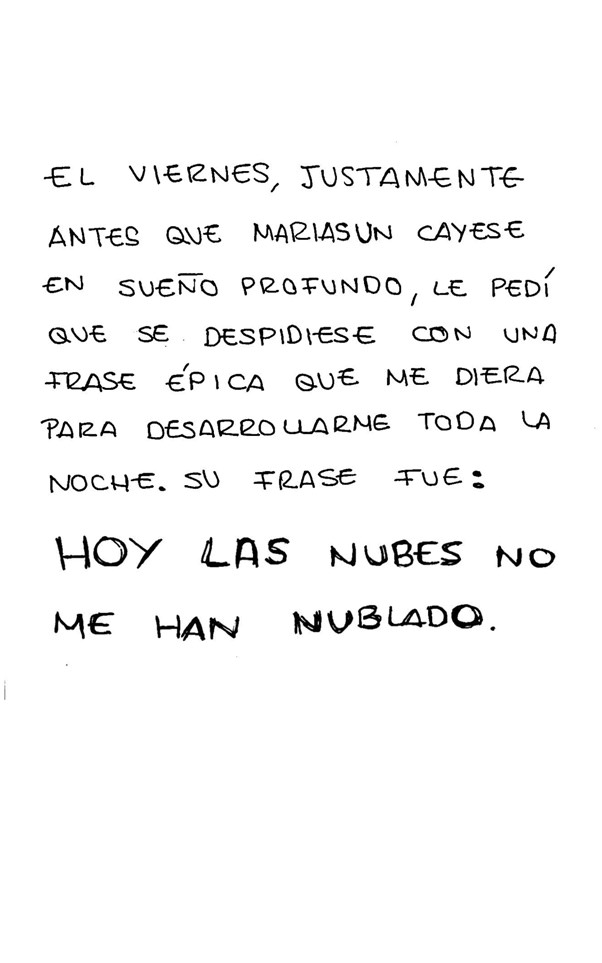 EL VIERNES, JUSTAMENTE
ANTES QUE MARIASUN CAYESE
EN SUEÑO PROFUNDO, LE PEDÍ
QUE SE DESPIDIESE CON UNA
FRASE ÉPICA QUE ME DIERA
PARA DESARROLLARME TODA LA
NOCHE. SU FRASE FUE:
HOY LAS NUBES NO
ME HAN NUBLADO.